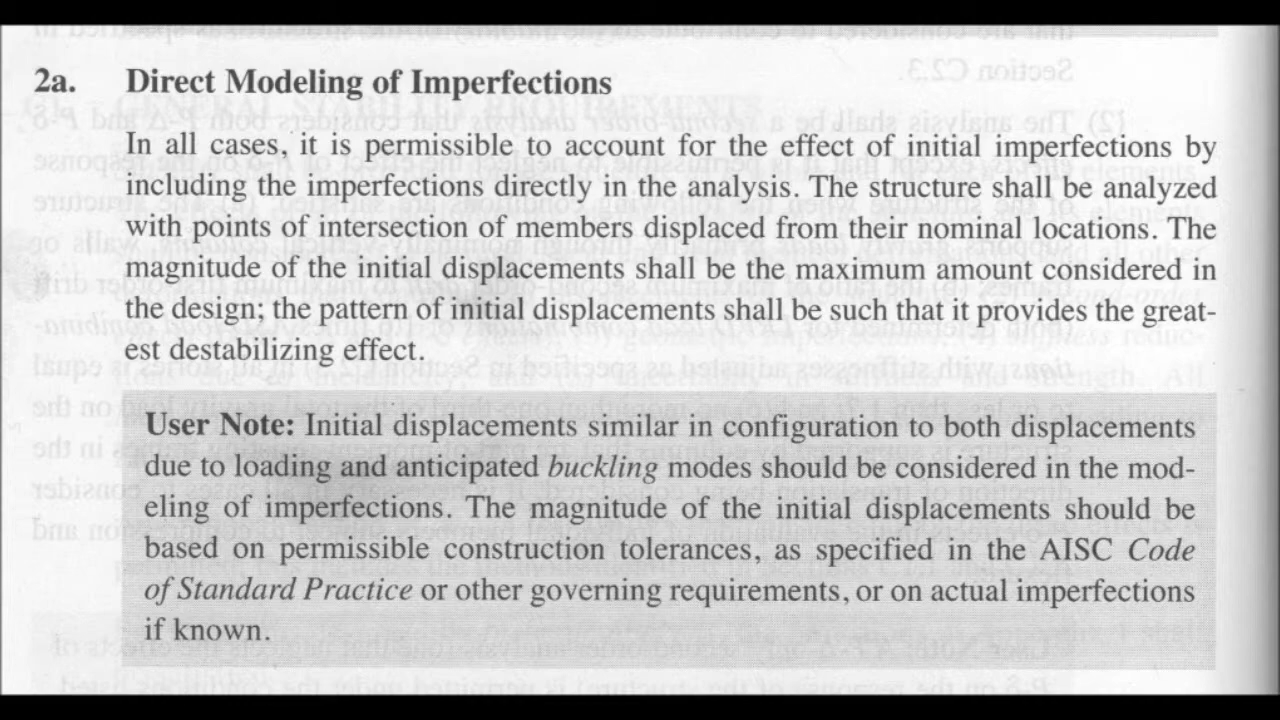 2a. Direct Modeling of Imperfections
In all cases, it is permissible to account for the effect of initial imperfections by
including the imperfections directly in the analysis. The structure shall be analyzed
with points of intersection of members displaced from their nominal locations. The
magnitude of the initial displacements shall be the maximum amount considered in
the design; the pattern of initial displacements shall be such that it provides the great-
est destabilizing effect.
User Note: Initial displacements similar in configuration to both displacements
due to loading and anticipated buckling modes should be considered in the mod-
eling of imperfections. The magnitude of the initial displacements should be
based on permissible construction tolerances, as specified in the AISC Code
of Standard Practice or other governing requirements, or on actual imperfections
if known.